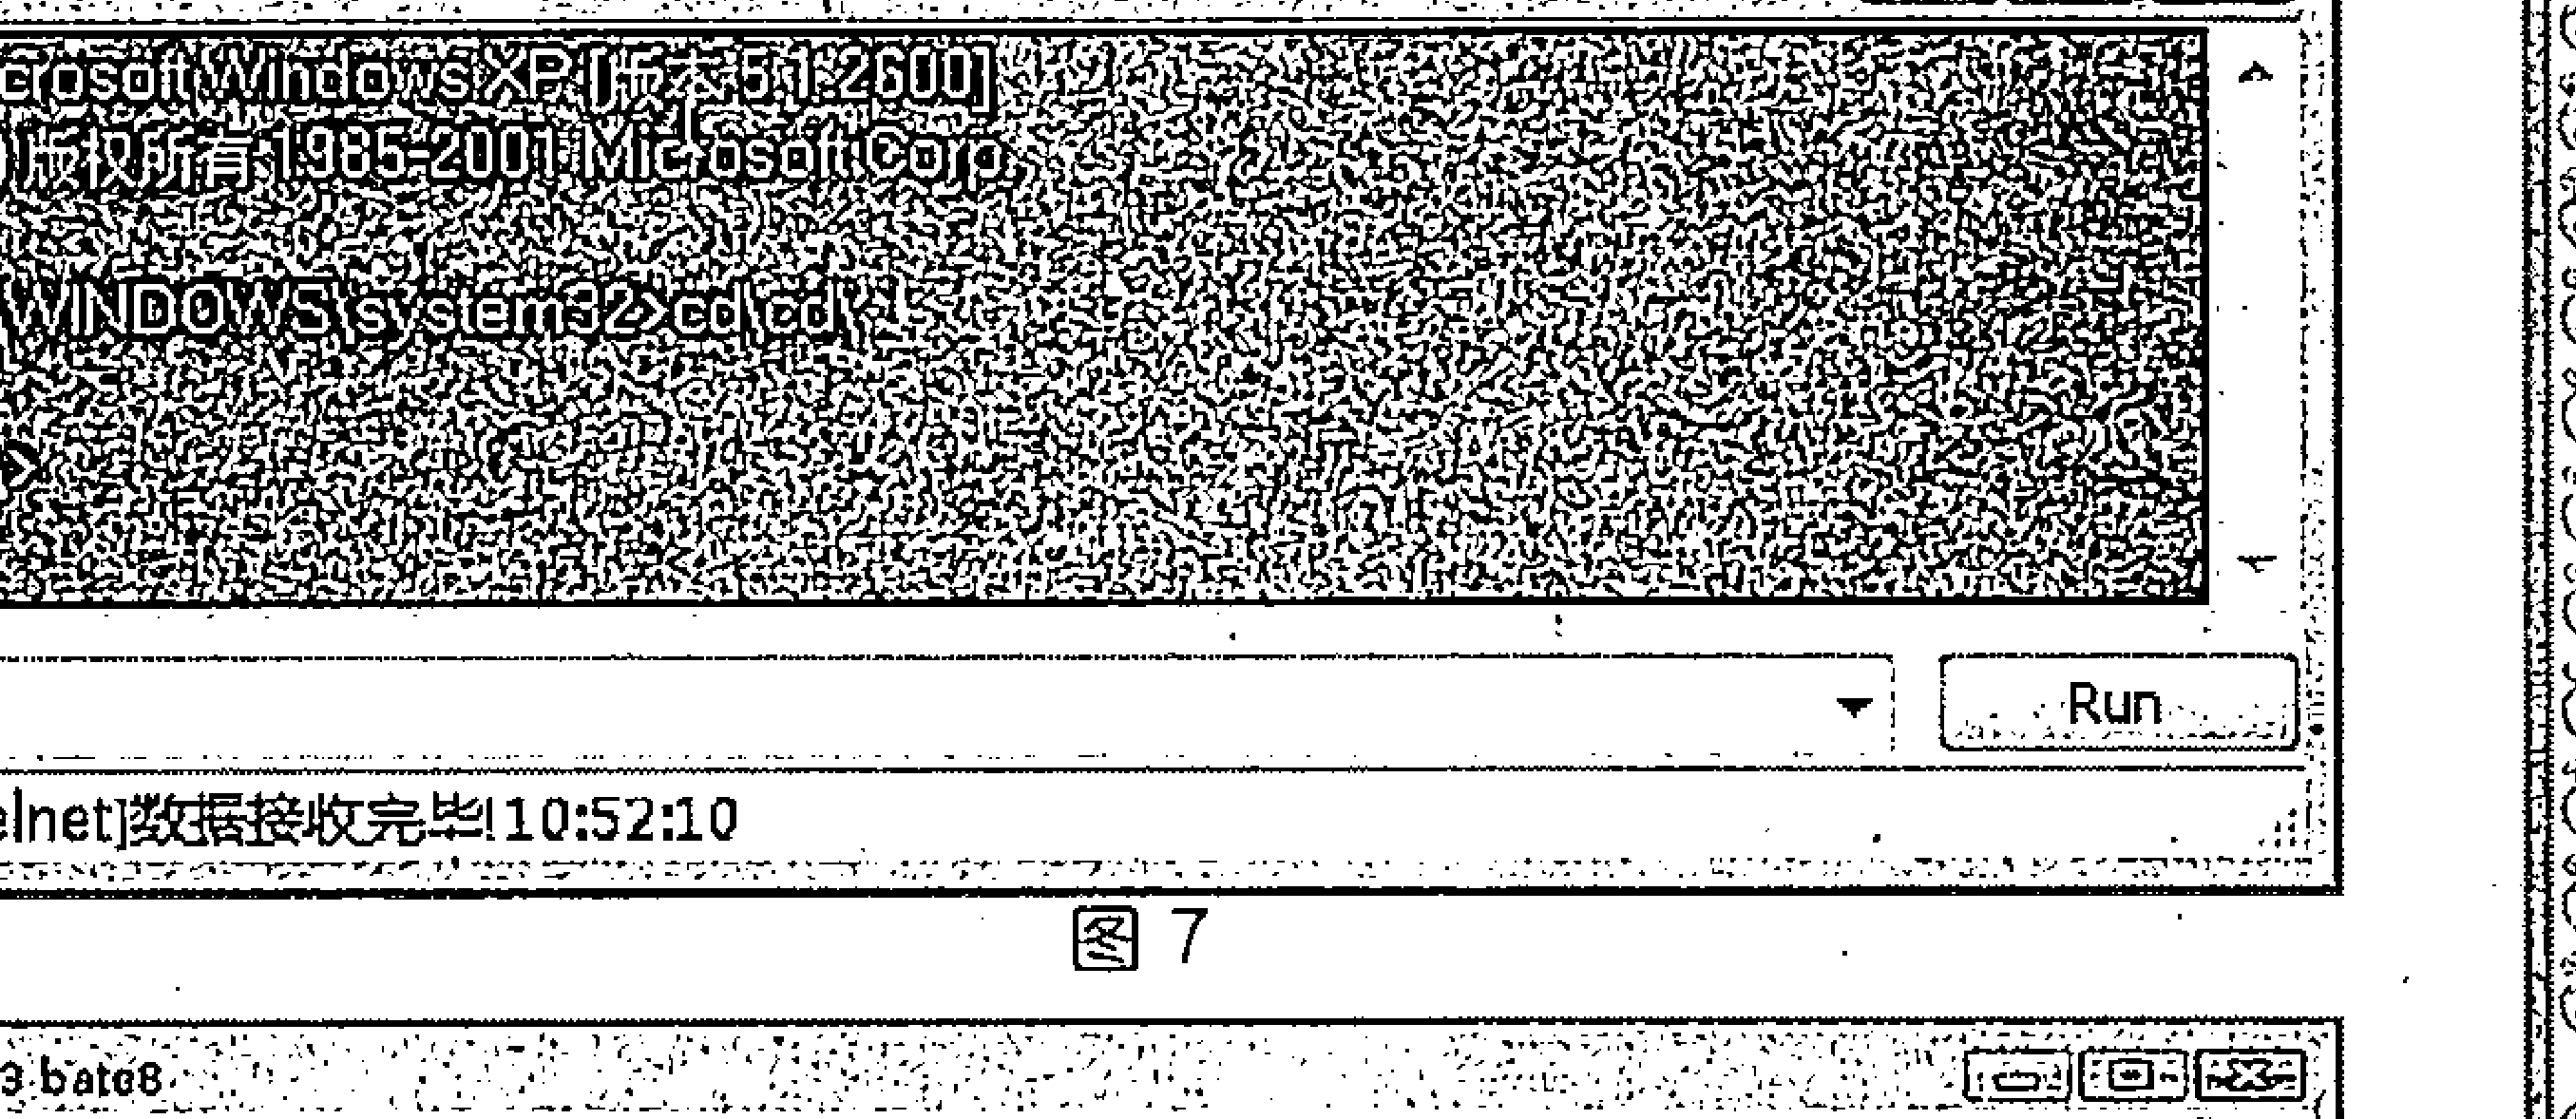 crosoft Windows XP [版本 5.1.2600]
版权所有 1985-2001 Microsoft Corp
\WINDOWS\system32>cd\cd\
>
Run
elnet]数据接收完毕!10:52:10
图 7
3 bate8